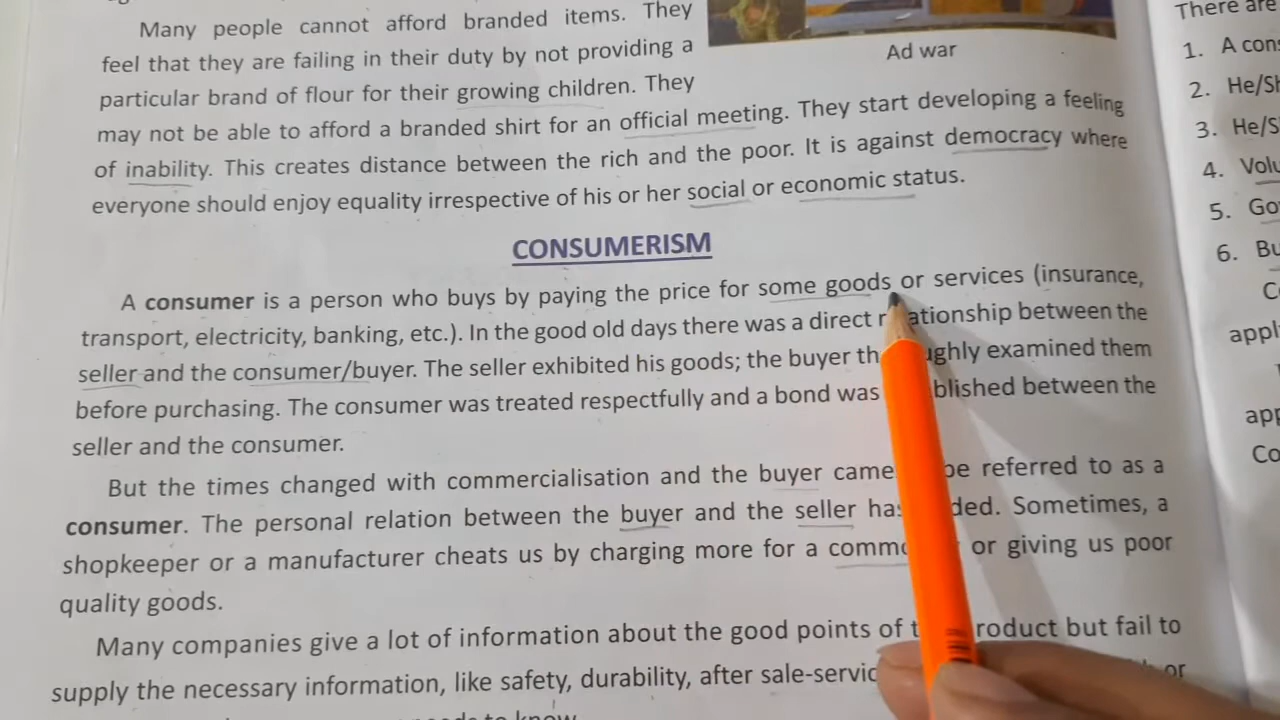 Many people cannot afford branded items. They
feel that they are failing in their duty by not providing a
particular brand of flour for their growing children. They
may not be able to afford a branded shirt for an official meeting. They start developing a feeling
of inability. This creates distance between the rich and the poor. It is against democracy where
everyone should enjoy equality irrespective of his or her social or economic status.
Ad war
CONSUMERISM
A consumer is a person who buys by paying the price for some goods or services (insurance,
transport, electricity, banking, etc.). In the good old days there was a direct r ationship between the
seller and the consumer/buyer. The seller exhibited his goods; the buyer th ughly examined them
before purchasing. The consumer was treated respectfully and a bond was blished between the
seller and the consumer.
But the times changed with commercialisation and the buyer came be referred to as a
consumer. The personal relation between the buyer and the seller has ded. Sometimes, a
shopkeeper or a manufacturer cheats us by charging more for a commo or giving us poor
quality goods.
Many companies give a lot of information about the good points of t roduct but fail to
supply the necessary information, like safety, durability, after sale-servic or
There are
1. A con
2. He/Sh
3. He/S
4. Volu
5. Go
6. Bu
C
appl
app
Co